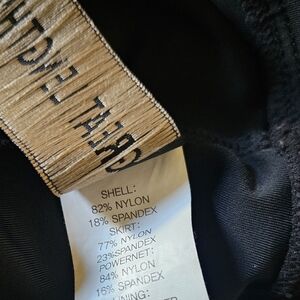 SHELL:
82% NYLON
18% SPANDEX
SKIRT:
77% NYLON
23%SPANDEX
POWERNET:
84% NYLON
16% SPANDEX